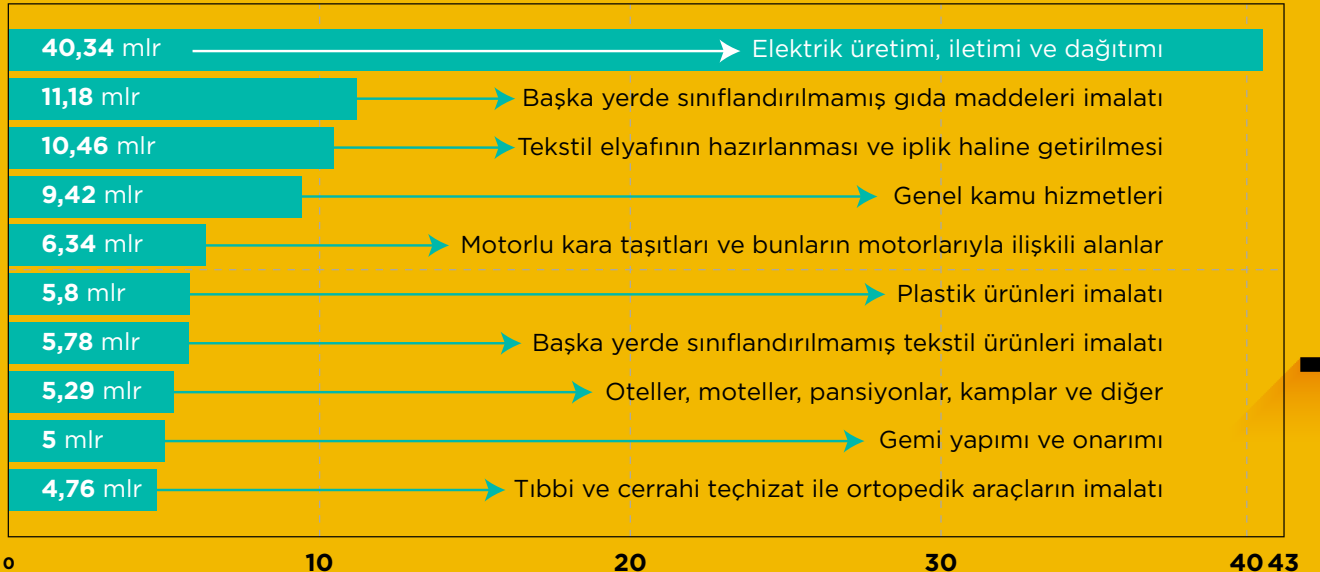 40,34 mlr Elektrik üretimi, iletimi ve dağıtımı
11,18 mlr Başka yerde sınıflandırılmamış gıda maddeleri imalatı
10,46 mlr Tekstil elyafının hazırlanması ve iplik haline getirilmesi
9,42 mlr Genel kamu hizmetleri
6,34 mlr Motorlu kara taşıtları ve bunların motorlarıyla ilişkili alanlar
5,8 mlr Plastik ürünleri imalatı
5,78 mlr Başka yerde sınıflandırılmamış tekstil ürünleri imalatı
5,29 mlr Oteller, moteller, pansiyonlar, kamplar ve diğer
5 mlr Gemi yapımı ve onarımı
4,76 mlr Tıbbi ve cerrahi teçhizat ile ortopedik araçların imalatı
0 10 20 30 40 43